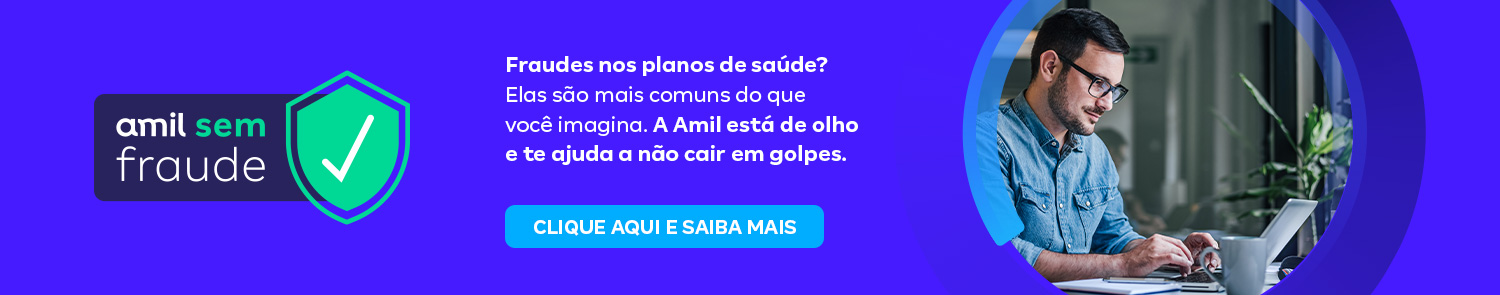 amil sem
fraude
Fraudes nos planos de saúde?
Elas são mais comuns do que
você imagina. A Amil está de olho
e te ajuda a não cair em golpes.
CLIQUE AQUI E SAIBA MAIS